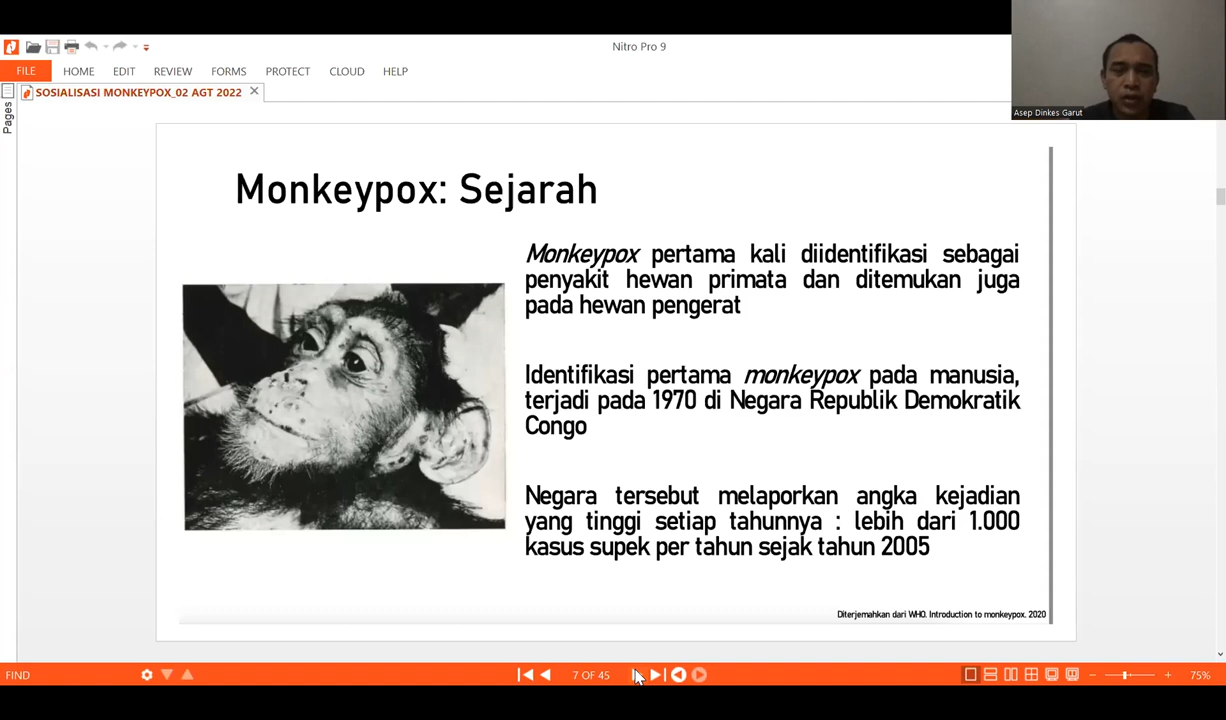 Nitro Pro 9
FILE HOME EDIT REVIEW FORMS PROTECT CLOUD HELP
SOSIALISASI MONKEYPOX_02 AGT 2022
Asep Dinkes Garut
Pages
Monkeypox: Sejarah
Monkeypox pertama kali diidentifikasi sebagai
penyakit hewan primata dan ditemukan juga
pada hewan pengerat
Identifikasi pertama monkeypox pada manusia,
terjadi pada 1970 di Negara Republik Demokratik
Congo
Negara tersebut melaporkan angka kejadian
yang tinggi setiap tahunnya : lebih dari 1.000
kasus supek per tahun sejak tahun 2005
Diterjemahkan dari WHO. Introduction to monkeypox. 2020
FIND 7 OF 45 75%